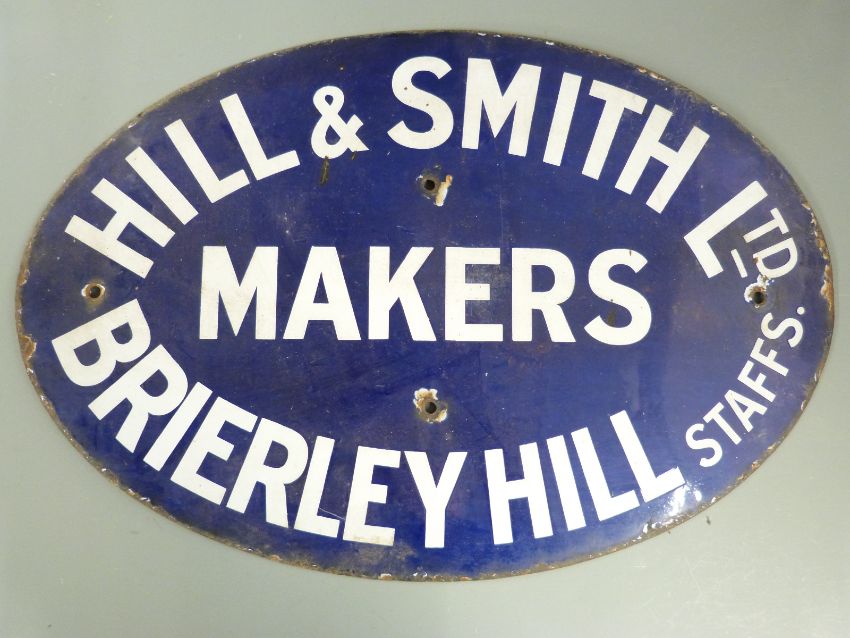 HILL & SMITH LTD
MAKERS
BRIERLEY HILL STAFFS.